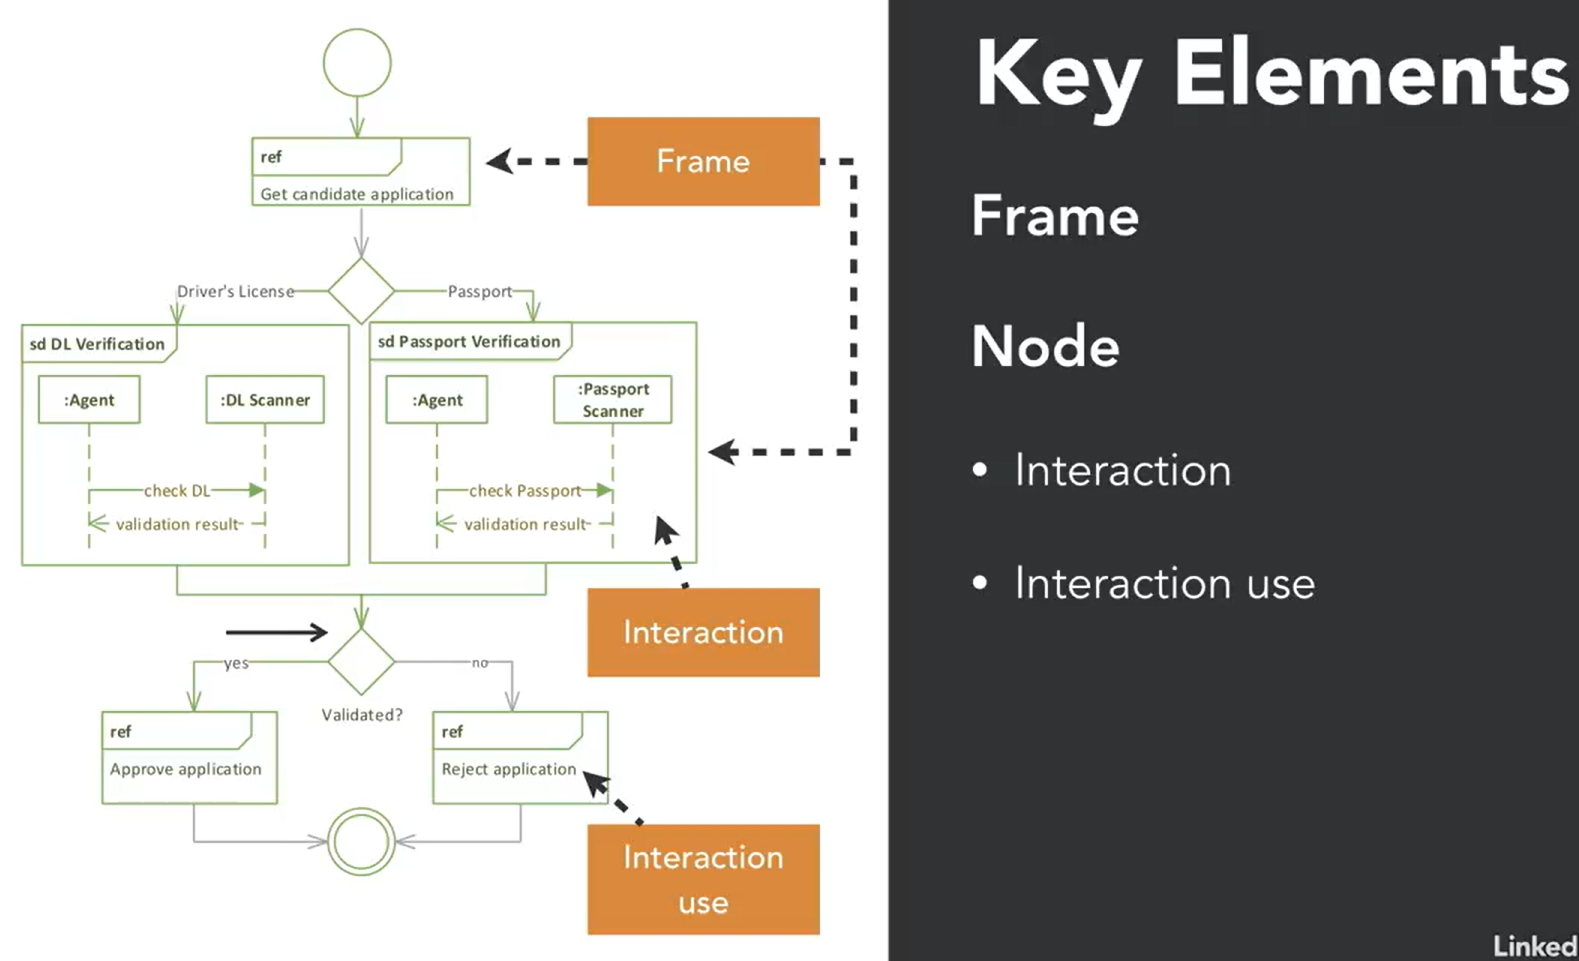 Key Elements
Frame
Node
• Interaction
• Interaction use
ref
Get candidate application
Frame
Driver's License
Passport
sd DL Verification
:Agent
:DL Scanner
check DL
validation result
sd Passport Verification
:Agent
:Passport
Scanner
check Passport
validation result
Interaction
yes
no
Validated?
ref
Approve application
ref
Reject application
Interaction
use
Linked